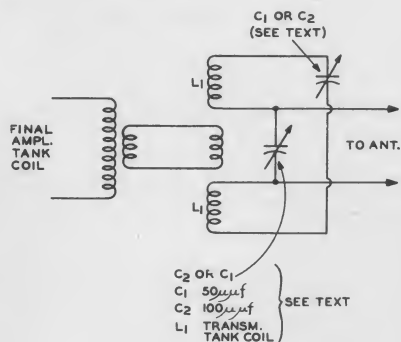 C1 OR C2
(SEE TEXT)
L1
FINAL
AMPL.
TANK
COIL
TO ANT.
L1
C2 OR C1
C1 50μμf
C2 100μμf
L1 TRANSM.
TANK COIL
SEE TEXT